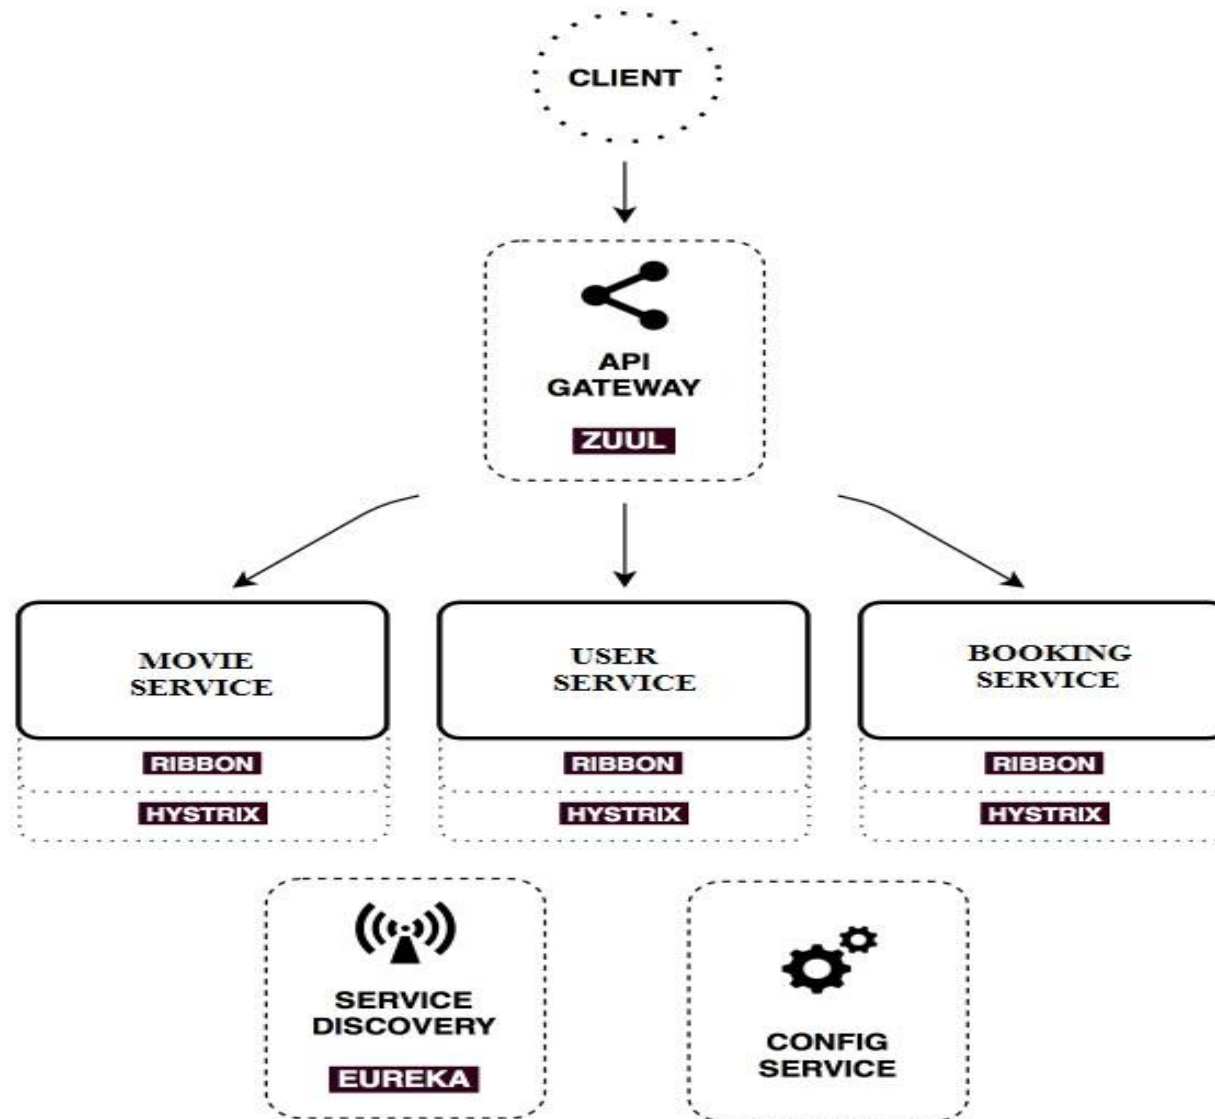 CLIENT
API
GATEWAY
ZUUL
MOVIE
SERVICE
RIBBON
HYSTRIX
USER
SERVICE
RIBBON
HYSTRIX
BOOKING
SERVICE
RIBBON
HYSTRIX
SERVICE
DISCOVERY
EUREKA
CONFIG
SERVICE